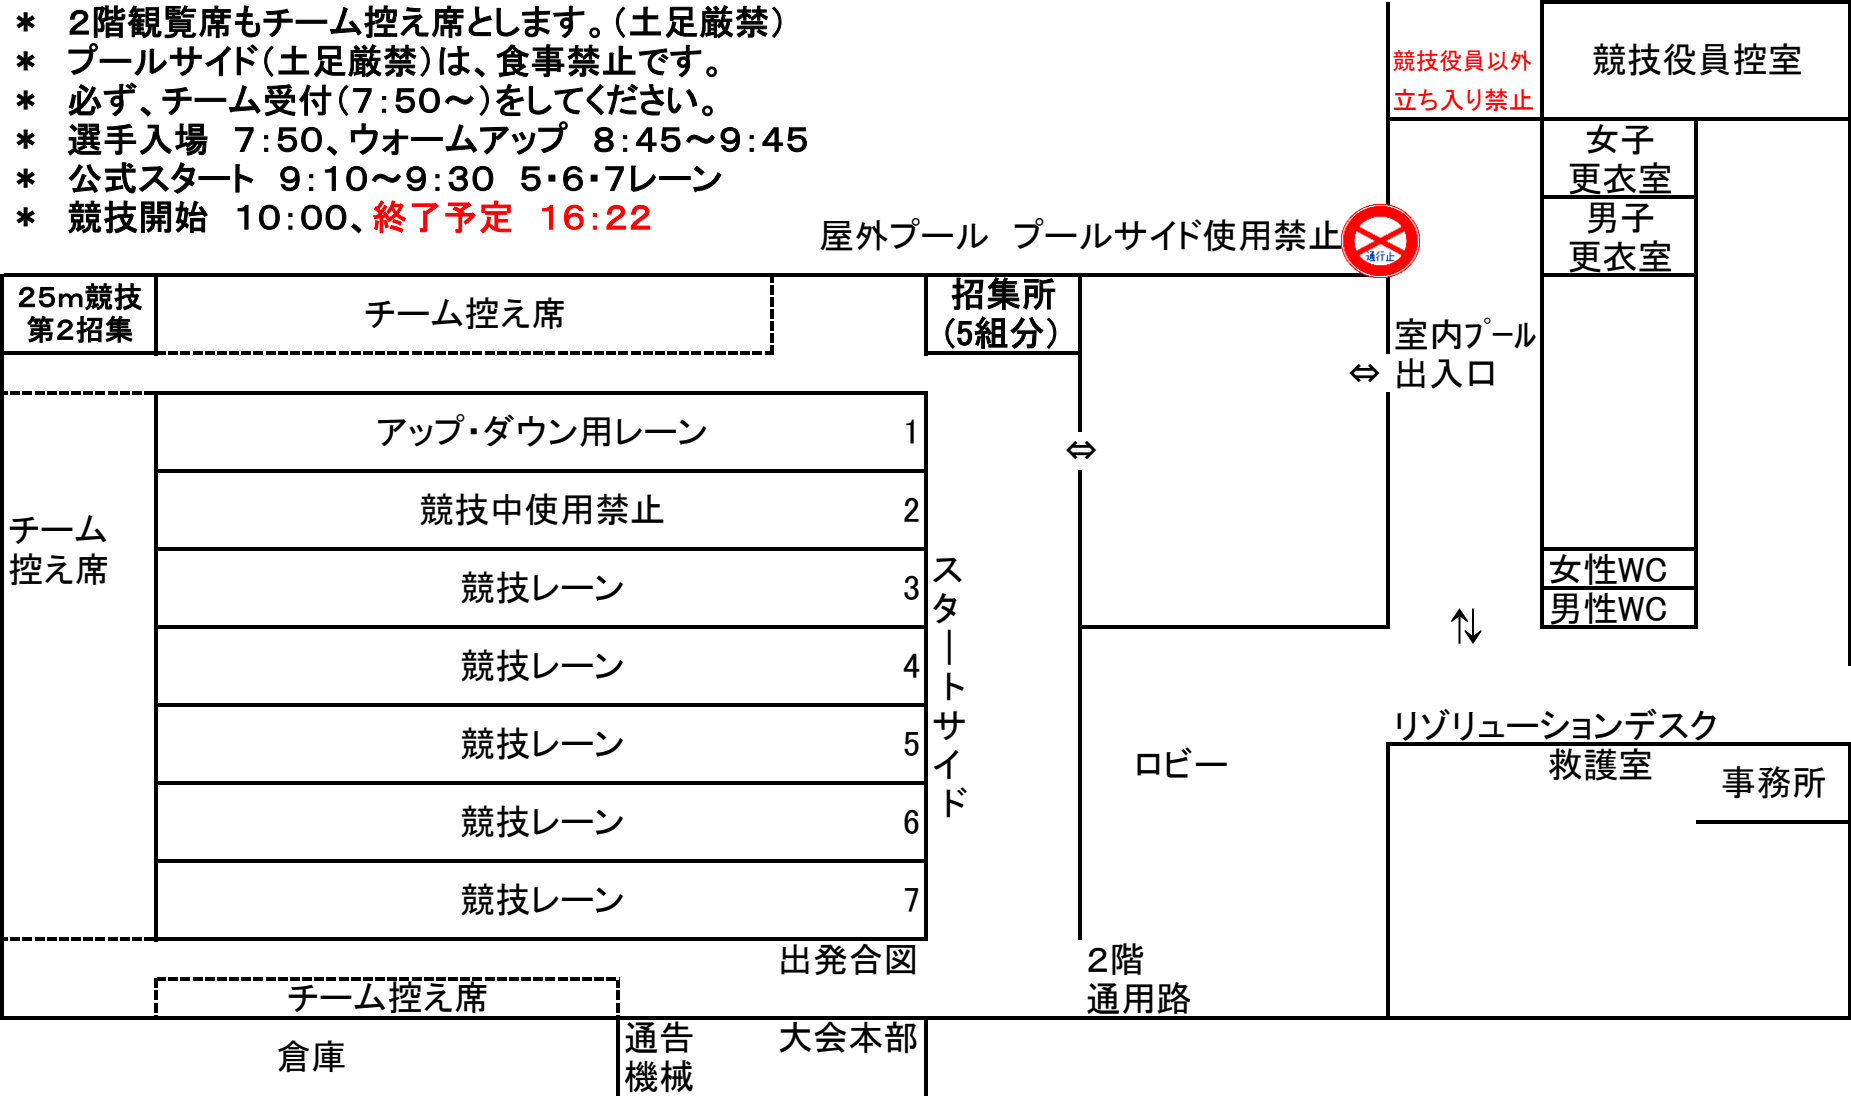 ＊　２階観覧席もチーム控え席とします。（土足厳禁）
＊　プールサイド（土足厳禁）は、食事禁止です。
＊　必ず、チーム受付（７：５０～）をしてください。
＊　選手入場　７：５０、ウォームアップ　８：４５～９：４５
＊　公式スタート　９：１０～９：３０　５・６・７レーン
＊　競技開始　１０：００、終了予定　１６：２２
競技役員以外
立ち入り禁止
競技役員控室
女子
更衣室
男子
更衣室
屋外プール　プールサイド使用禁止
通行止
25m競技
第2招集
チーム控え席
招集所
(5組分)
室内プール
⇔ 出入口
アップ・ダウン用レーン 1
⇔
競技中使用禁止 2
チーム
控え席
競技レーン 3
競技レーン 4
競技レーン 5
競技レーン 6
競技レーン 7
スタートサイド
女性WC
男性WC
↑↓
リゾリューションデスク
ロビー
救護室
事務所
出発合図
２階
通用路
チーム控え席
倉庫
通告
機械
大会本部